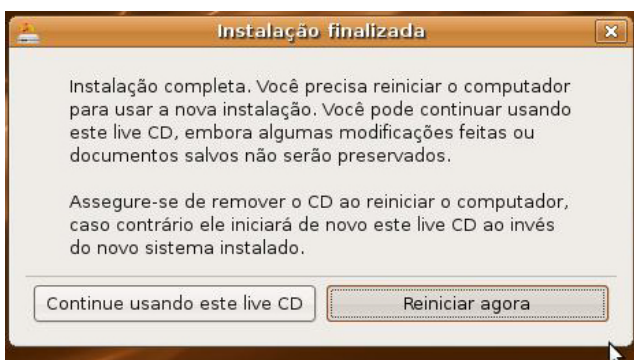 Instalação finalizada
Instalação completa. Você precisa reiniciar o computador
para usar a nova instalação. Você pode continuar usando
este live CD, embora algumas modificações feitas ou
documentos salvos não serão preservados.
Assegure-se de remover o CD ao reiniciar o computador,
caso contrário ele iniciará de novo este live CD ao invés
do novo sistema instalado.
Continue usando este live CD
Reiniciar agora